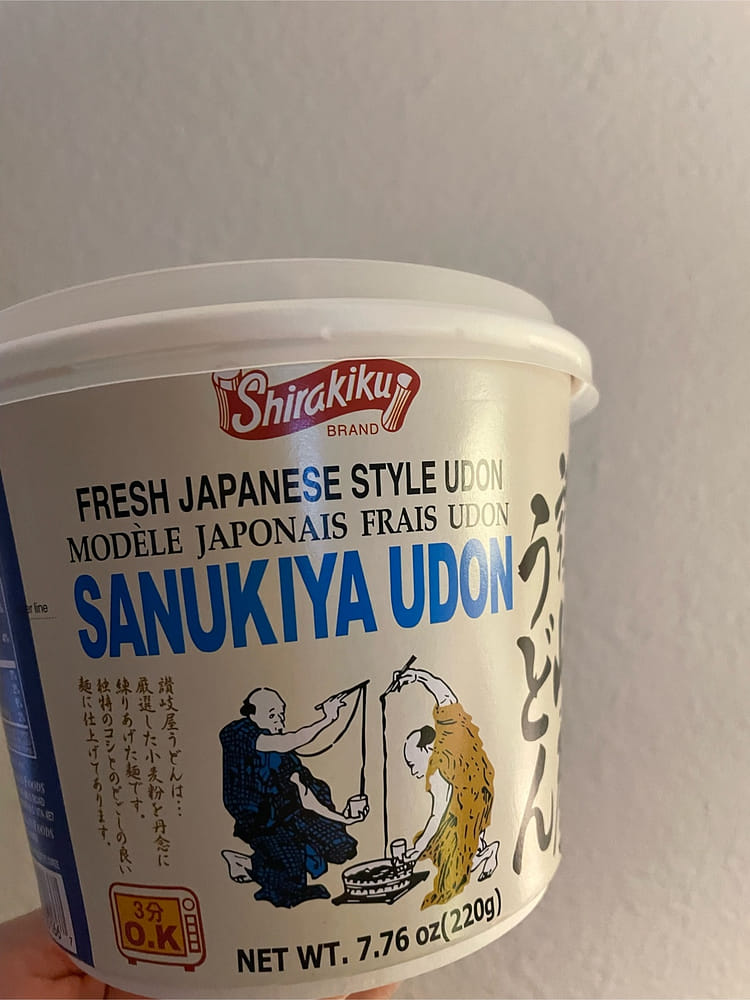 Shirakiku
BRAND
FRESH JAPANESE STYLE UDON
MODÈLE JAPONAIS FRAIS UDON
SANUKIYA UDON
讃岐屋うどんは…
厳選した小麦粉を丹念に
練りあげた麺です。
独特のコシとのどごしの良い
麺に仕上げてあります。
うどん
3分
O.K
NET WT. 7.76 oz(220g)
line